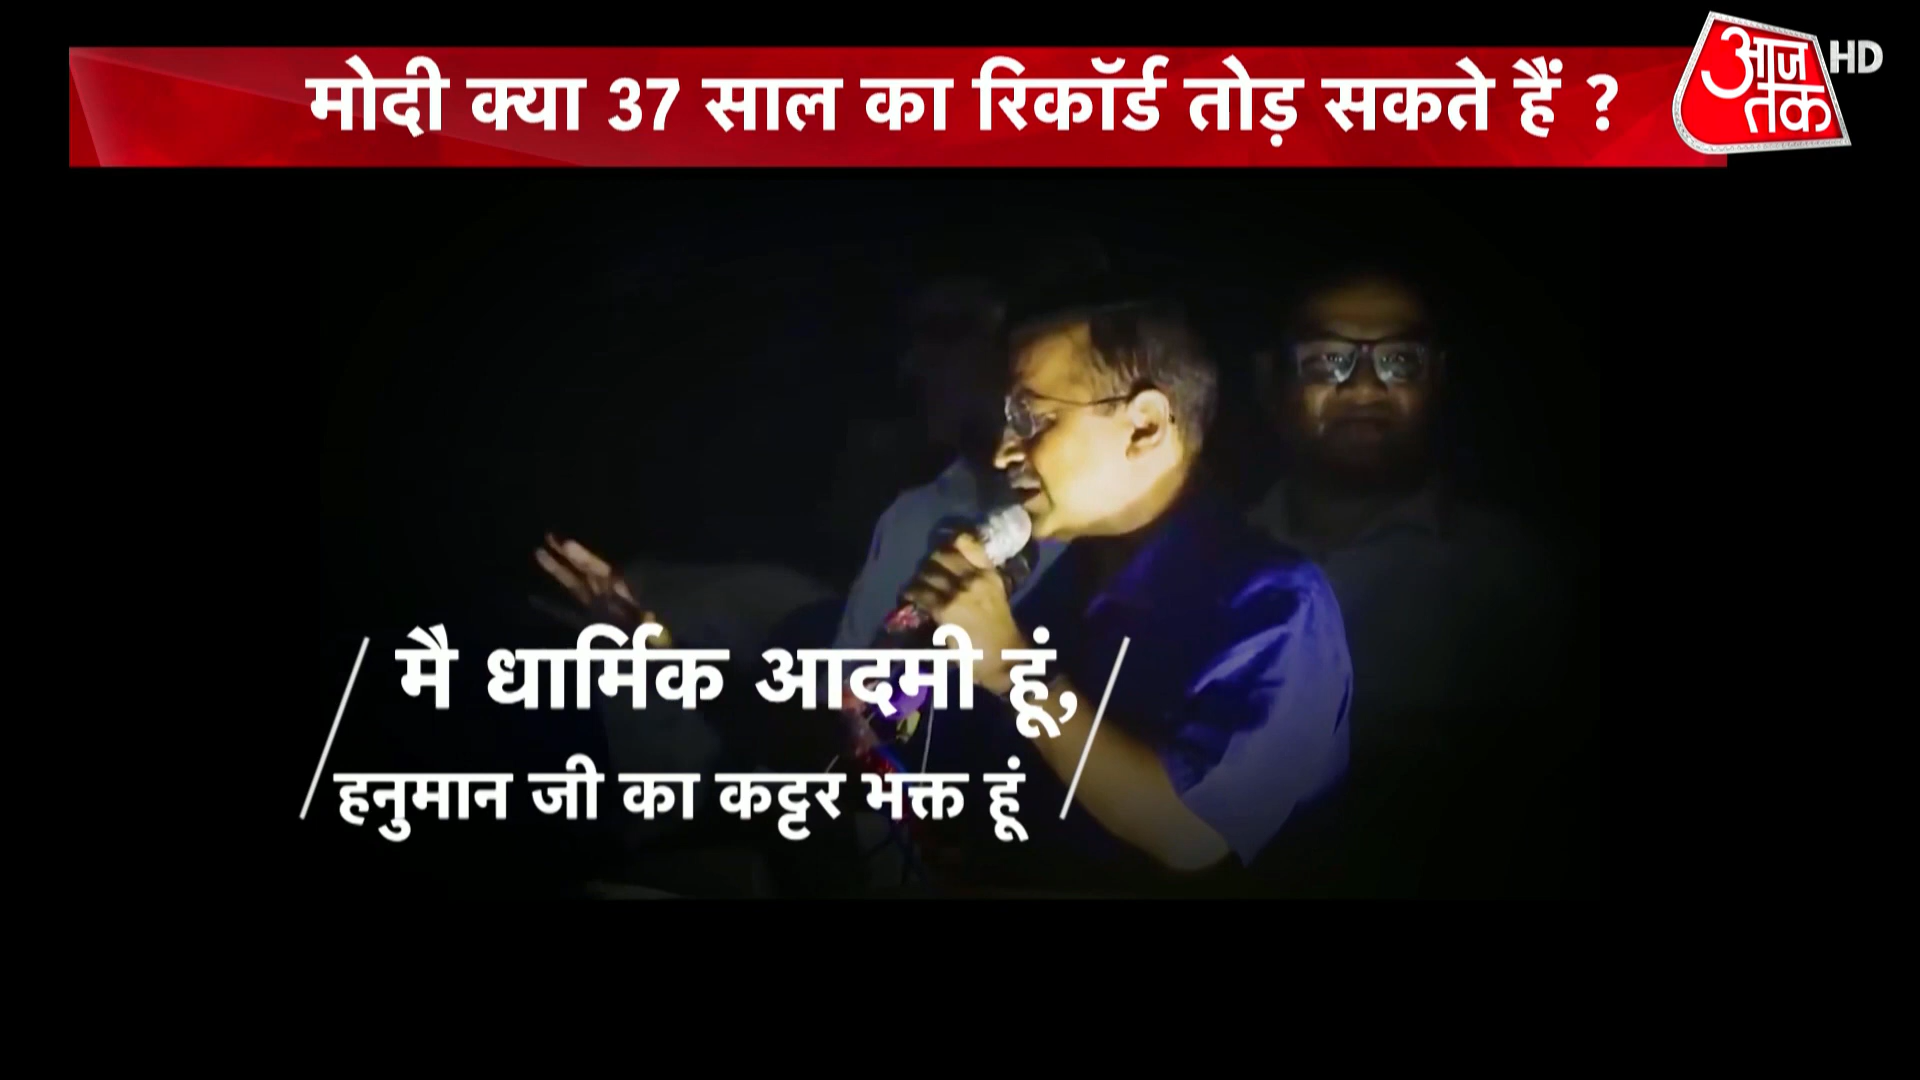 मोदी क्या 37 साल का रिकॉर्ड तोड़ सकते हैं ?
आज
तक
HD
मै धार्मिक आदमी हूं,
हनुमान जी का कट्टर भक्त हूं